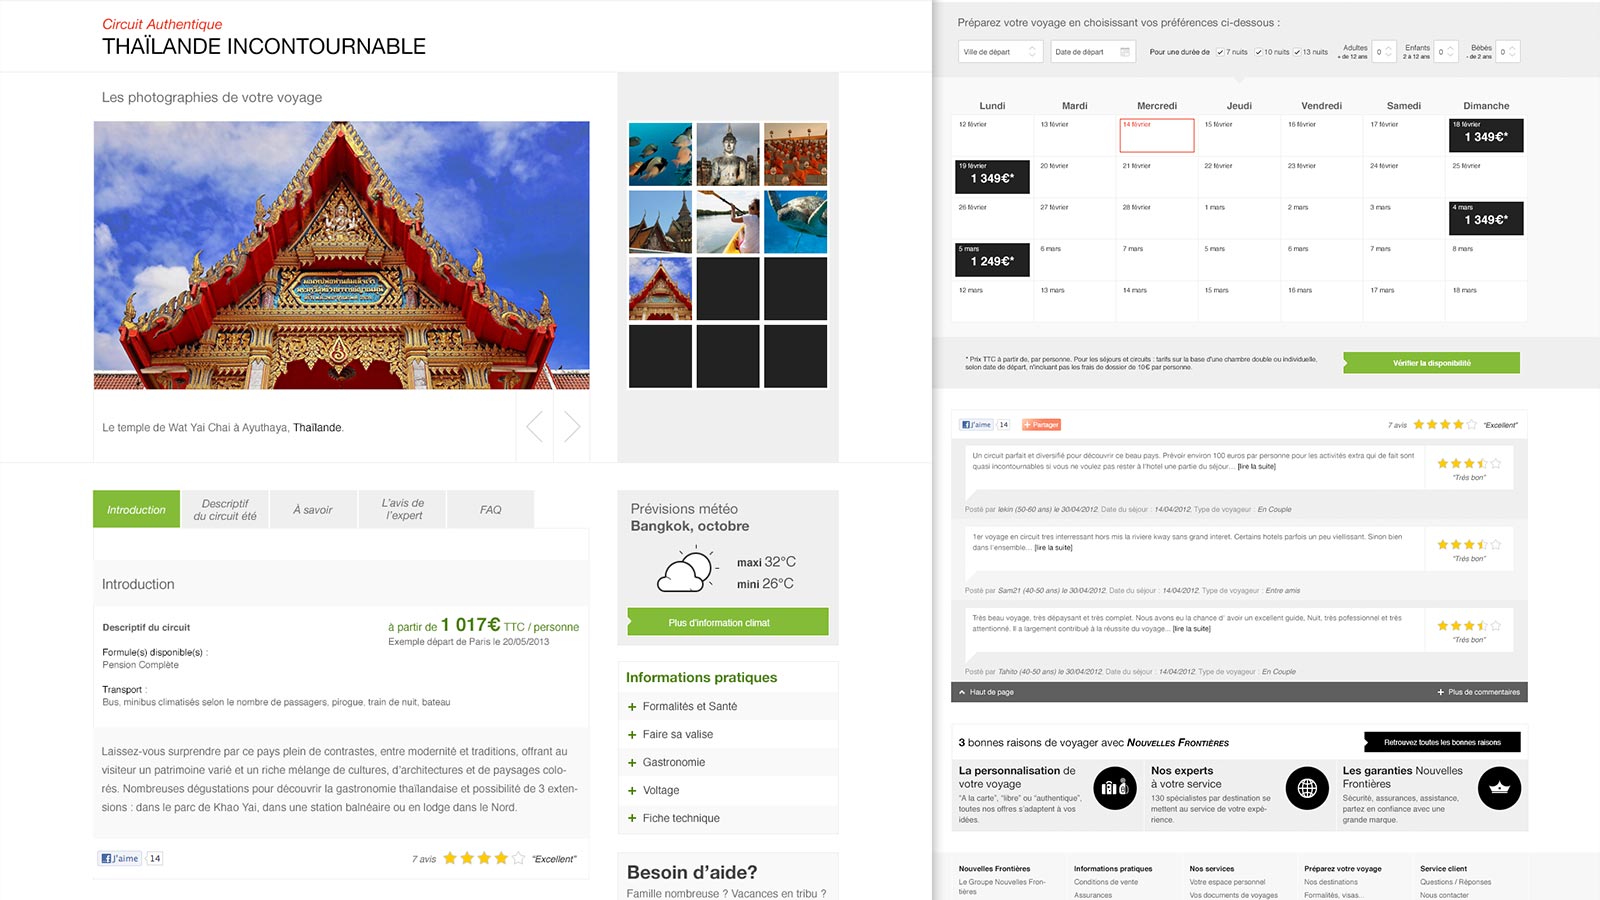 Circuit Authentique
THAÏLANDE INCONTOURNABLE
Les photographies de votre voyage
Le temple de Wat Yai Chai à Ayuthaya, Thaïlande.
Introduction
Descriptif
du circuit été
À savoir
L'avis de
l'expert
FAQ
Introduction
Descriptif du circuit
à partir de 1 017€ TTC / personne
Exemple départ de Paris le 20/05/2013
Formule(s) disponible(s) :
Pension Complète
Transport :
Bus, minibus climatisés selon le nombre de passagers, pirogue, train de nuit, bateau
Laissez-vous surprendre par ce pays plein de contrastes, entre modernité et traditions, offrant au
visiteur un patrimoine varié et un riche mélange de cultures, d'architectures et de paysages colo-
rés. Nombreuses dégustations pour découvrir la gastronomie thaïlandaise et possibilité de 3 exten-
sions : dans le parc de Khao Yai, dans une station balnéaire ou en lodge dans le Nord.
J'aime 14
7 avis "Excellent"
Prévisions météo
Bangkok, octobre
maxi 32°C
mini 26°C
Plus d'information climat
Informations pratiques
+ Formalités et Santé
+ Faire sa valise
+ Gastronomie
+ Voltage
+ Fiche technique
Besoin d'aide?
Famille nombreuse ? Vacances en tribu ?
Préparez votre voyage en choisissant vos préférences ci-dessous :
Ville de départ
Date de départ
Pour une durée de 7 nuits 10 nuits 13 nuits
Adultes
+ de 12 ans
0
Enfants
2 à 12 ans
0
Bébés
- de 2 ans
0
Lundi Mardi Mercredi Jeudi Vendredi Samedi Dimanche
12 février 13 février 14 février 15 février 16 février 17 février 18 février
1 349€*
19 février 20 février 21 février 22 février 23 février 24 février 25 février
1 349€*
26 février 27 février 28 février 1 mars 2 mars 3 mars 4 mars
1 349€*
5 mars 6 mars 7 mars 5 mars 6 mars 7 mars 8 mars
1 249€*
12 mars 13 mars 14 mars 15 mars 16 mars 17 mars 18 mars
* Prix TTC à partir de, par personne. Pour les séjours et circuits : tarifs sur la base d'une chambre double ou individuelle,
selon date de départ, n'incluant pas les frais de dossier de 10€ par personne.
Vérifier la disponibilité
J'aime 14
+ Partager
7 avis "Excellent"
Un circuit parfait et diversifié pour découvrir ce beau pays. Prévoir environ 100 euros par personne pour les activités extra qui de fait sont
quasi incontournables si vous ne voulez pas rester à l'hotel une partie du séjour... [lire la suite]
"Très bon"
Posté par lekin (50-60 ans) le 30/04/2012, Date du séjour : 14/04/2012, Type de voyageur : En Couple
1er voyage en circuit tres interressant hors mis la riviere kway sans grand interet. Certains hotels parfois un peu viellissant. Sinon bien
dans l'ensemble... [lire la suite]
"Très bon"
Posté par Sam21 (40-50 ans) le 30/04/2012, Date du séjour : 14/04/2012, Type de voyageur : Entre amis
Très beau voyage, très dépaysant et très complet. Nous avons eu la chance d' avoir un excellent guide, Nuit, très pofessionnel et très
attentionné. Il a largement contribué à la réussite du voyage... [lire la suite]
"Très bon"
Posté par Tahito (40-50 ans) le 30/04/2012, Date du séjour : 14/04/2012, Type de voyageur : En Couple
Haut de page
+ Plus de commentaires
3 bonnes raisons de voyager avec NOUVELLES FRONTIÈRES
Retrouvez toutes les bonnes raisons
La personnalisation de
votre voyage
"A la carte", "libre" ou "authentique",
toutes nos offres s'adaptent à vos
idées.
Nos experts
à votre service
130 spécialistes par destination se
mettent au service de votre expé-
rience.
Les garanties Nouvelles
Frontières
Sécurité, assurances, assistance,
partez en confiance avec une
grande marque.
Nouvelles Frontières
Le Groupe Nouvelles Fron-
tières
Informations pratiques
Conditions de vente
Assurances
Nos services
Votre espace personnel
Vos documents de voyages
Préparez votre voyage
Nos destinations
Formalités, visas...
Service client
Questions / Réponses
Nous contacter